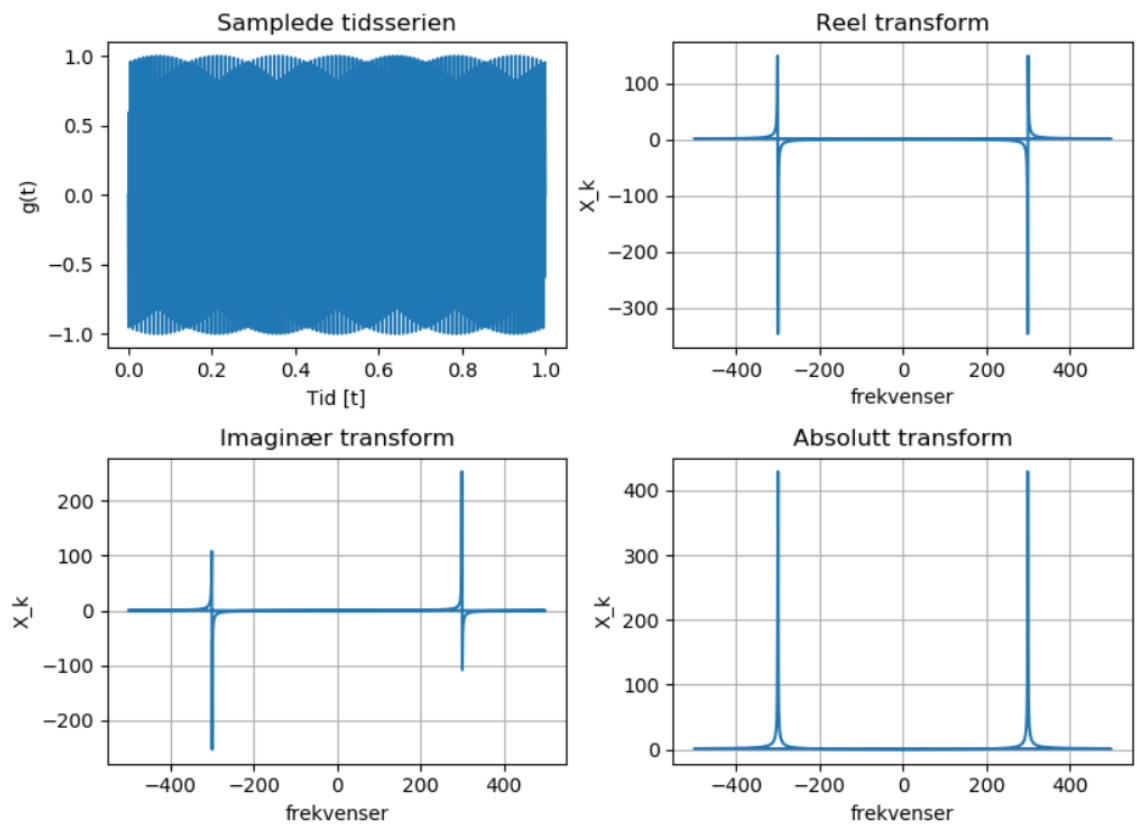 Samplede tidsserien
1.0
0.5
0.0
−0.5
−1.0
g(t)
0.0 0.2 0.4 0.6 0.8 1.0
Tid [t]
Reel transform
100
0
−100
−200
−300
X_k
−400 −200 0 200 400
frekvenser
Imaginær transform
200
100
0
−100
−200
X_k
−400 −200 0 200 400
frekvenser
Absolutt transform
400
300
200
100
0
X_k
−400 −200 0 200 400
frekvenser